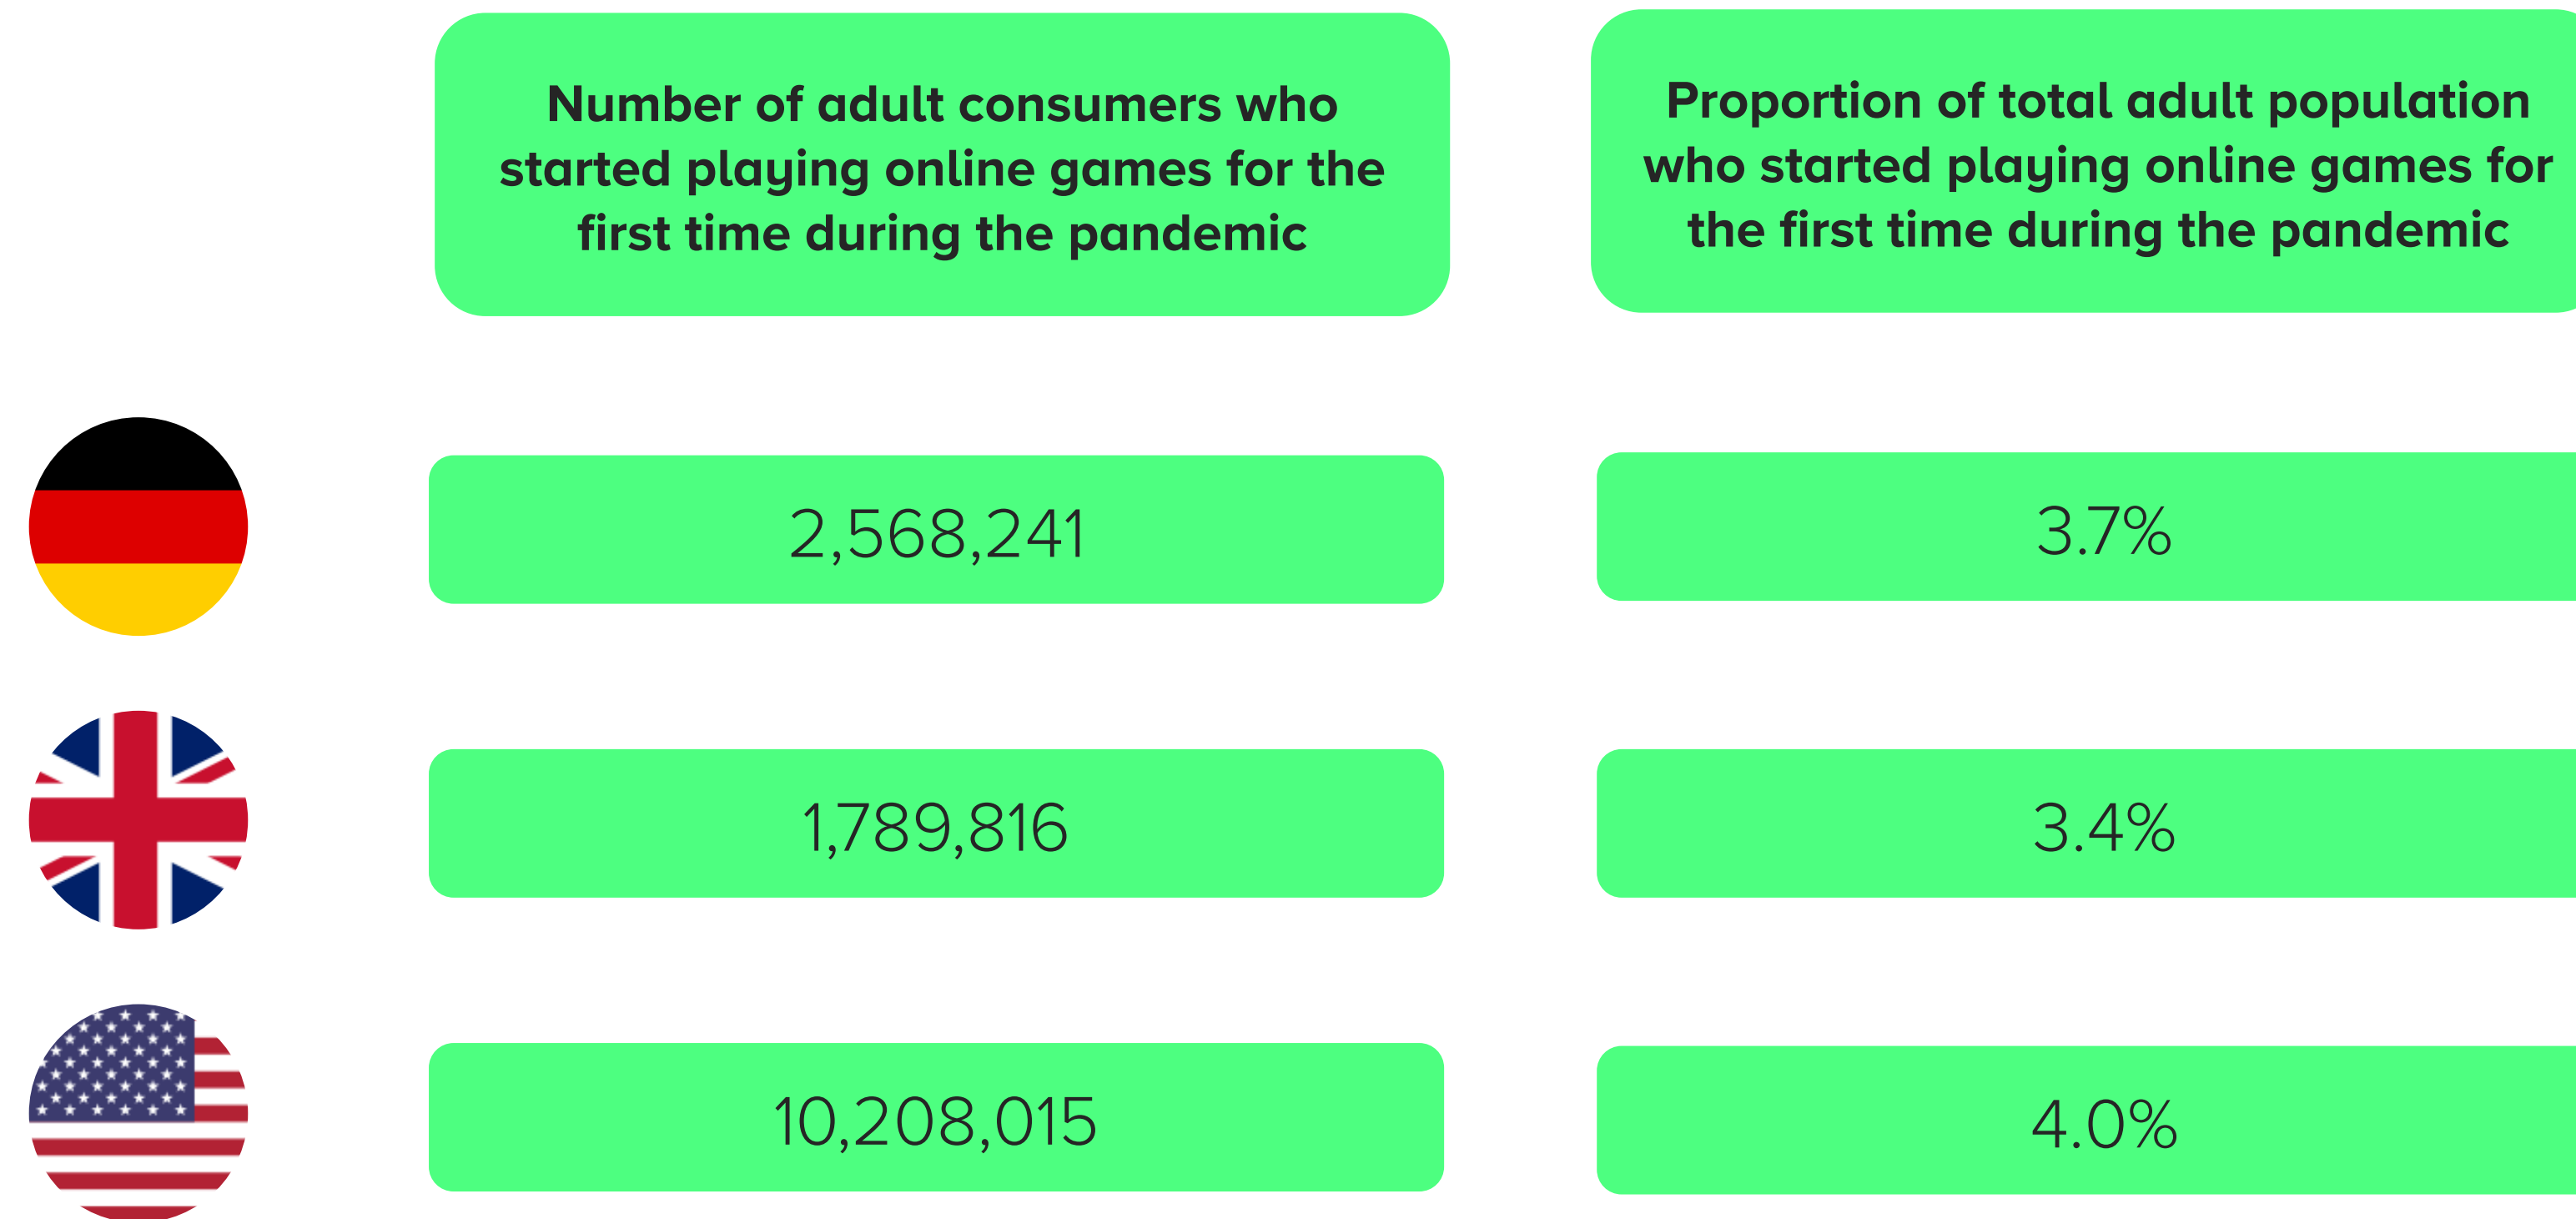 Number of adult consumers who
started playing online games for the
first time during the pandemic
Proportion of total adult population
who started playing online games for
the first time during the pandemic
2,568,241
3.7%
1,789,816
3.4%
10,208,015
4.0%